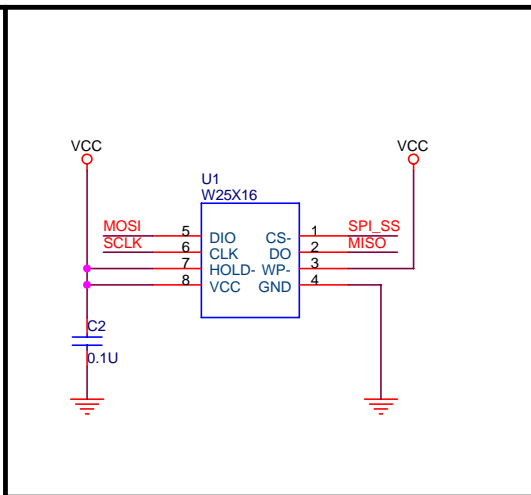 VCC
VCC
U1
W25X16
MOSI 5 DIO CS- 1 SPI_SS
SCLK 6 CLK DO 2 MISO
7 HOLD- WP- 3
8 VCC GND 4
C2
0.1U